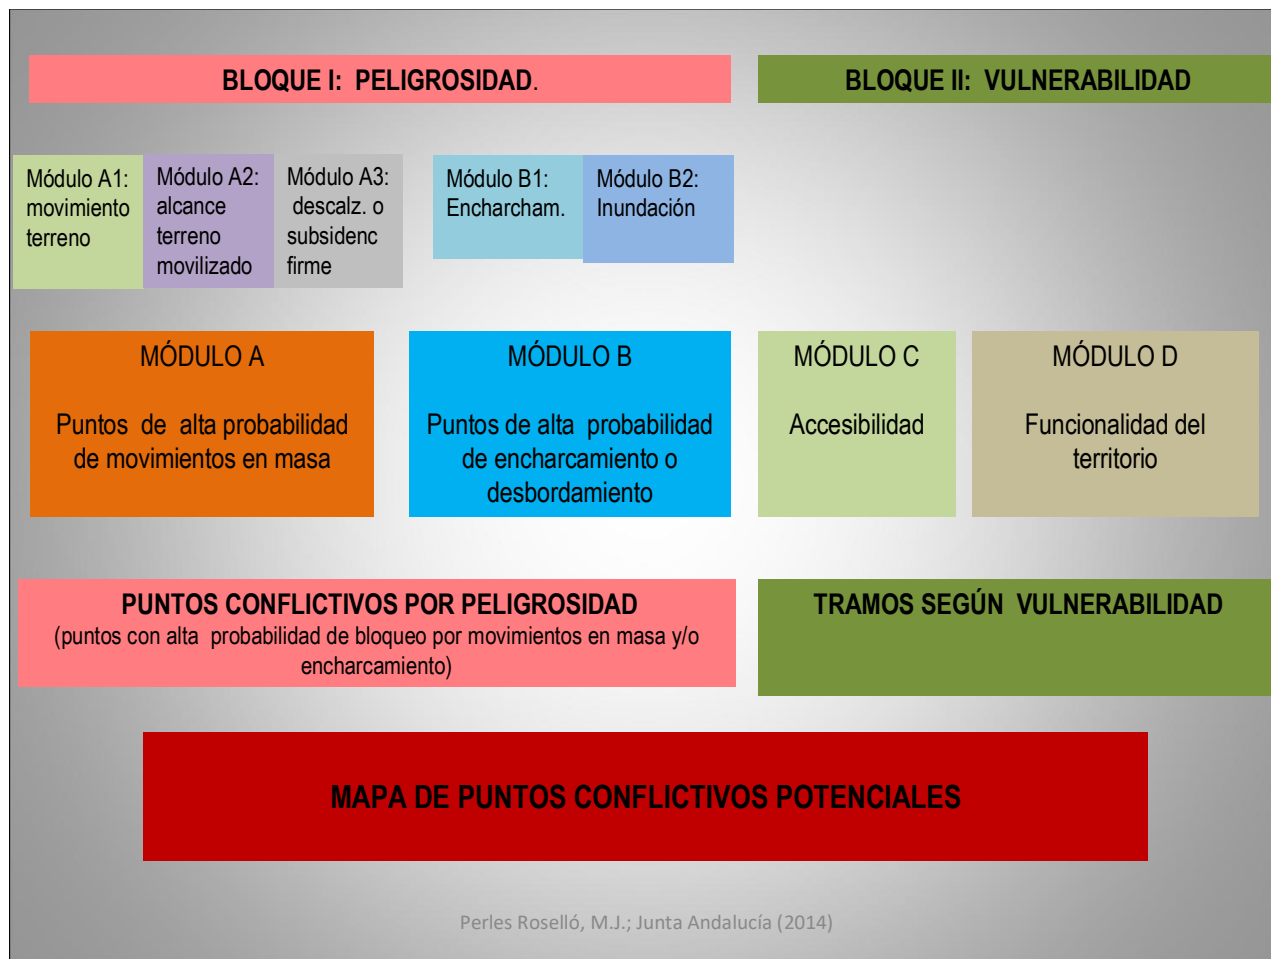 BLOQUE I: PELIGROSIDAD.
BLOQUE II: VULNERABILIDAD
Módulo A1:
movimiento
terreno
Módulo A2:
alcance
terreno
movilizado
Módulo A3:
descalz. o
subsidenc
firme
Módulo B1:
Encharcham.
Módulo B2:
Inundación
MÓDULO A
Puntos de alta probabilidad
de movimientos en masa
MÓDULO B
Puntos de alta probabilidad
de encharcamiento o
desbordamiento
MÓDULO C
Accesibilidad
MÓDULO D
Funcionalidad del
territorio
PUNTOS CONFLICTIVOS POR PELIGROSIDAD
(puntos con alta probabilidad de bloqueo por movimientos en masa y/o
encharcamiento)
TRAMOS SEGÚN VULNERABILIDAD
MAPA DE PUNTOS CONFLICTIVOS POTENCIALES
Perles Roselló, M.J.; Junta Andalucía (2014)